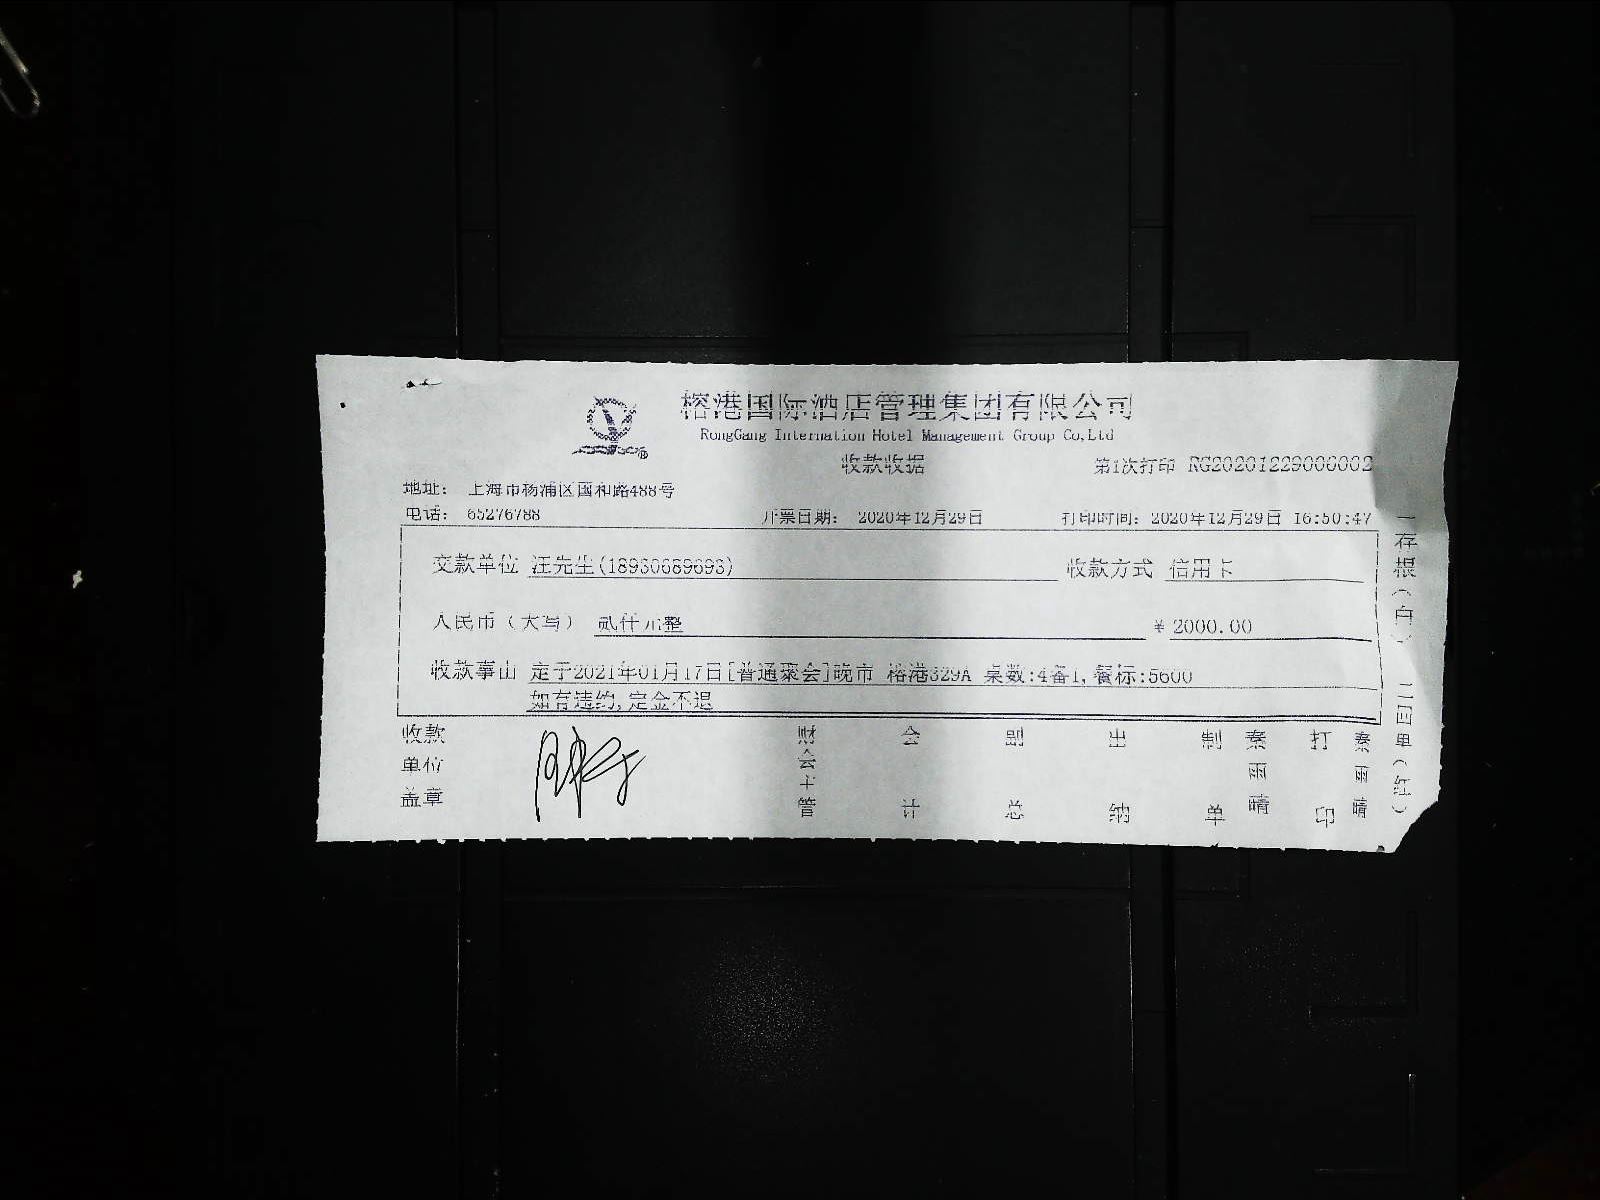 榕港国际酒店管理集团有限公司
RongGang Internation Hotel Management Group Co,Ltd
收款收据
第1次打印 RG20201229000002
地址： 上海市杨浦区国和路488号
电话： 65276788
开票日期： 2020年12月29日
打印时间：2020年12月29日 16:50:47
交款单位 汪先生(18930689693)
收款方式 信用卡
人民币（大写） 贰仟元整
￥2000.00
收款事由 定于2021年01月17日[普通聚会]晚市 榕港329A 桌数:4备1,餐标:5600
如有违约,定金不退
收款单位盖章
财会主管
会计
副总
出纳
制单 秦雨晴
打印 秦雨晴
一存根(白) 二回单(红)